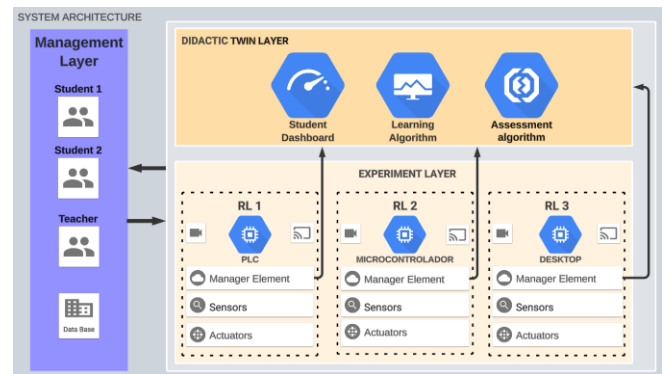 SYSTEM ARCHITECTURE
Management
Layer
Student 1
Student 2
Teacher
Data Base
DIDACTIC TWIN LAYER
Student
Dashboard
Learning
Algorithm
Assessment
algorithm
EXPERIMENT LAYER
RL 1
PLC
Manager Element
Sensors
Actuators
RL 2
MICROCONTROLADOR
Manager Element
Sensors
Actuators
RL 3
DESKTOP
Manager Element
Sensors
Actuators